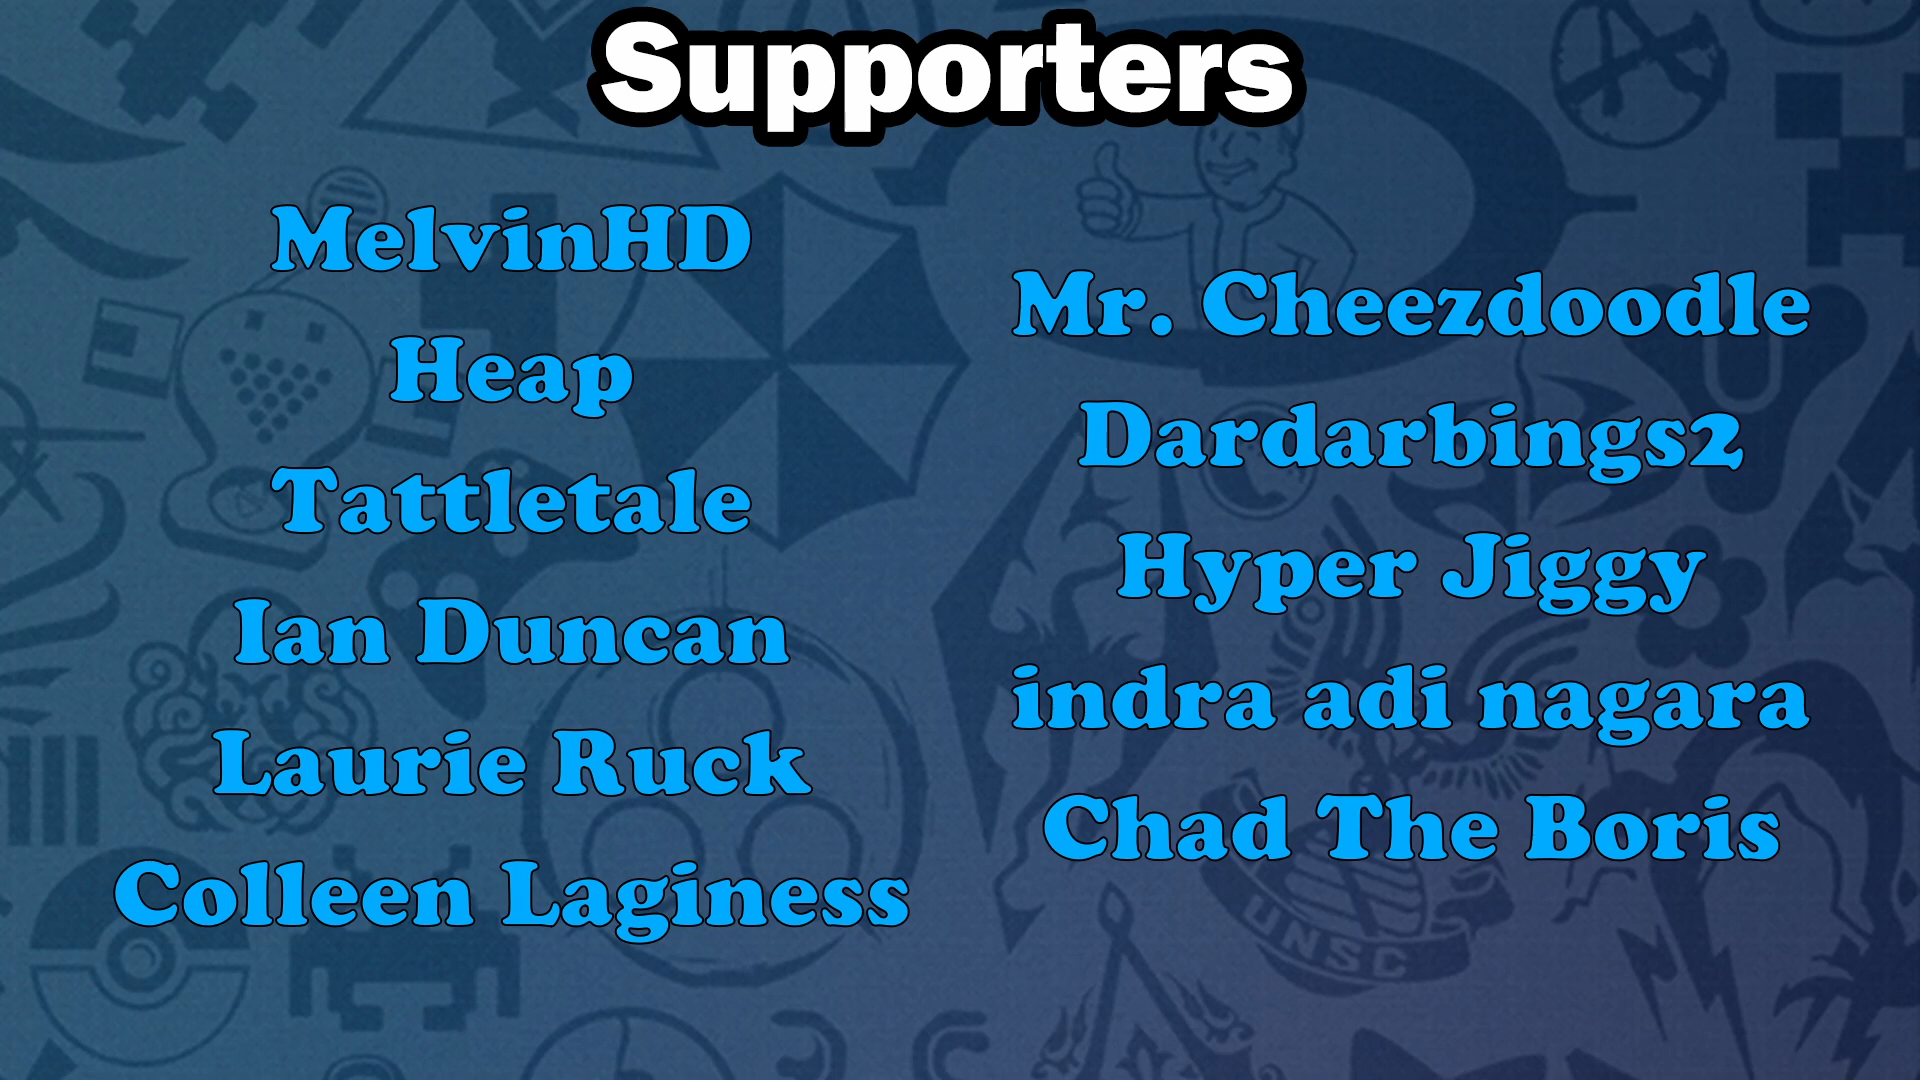 Supporters
MelvinHD
Heap
Tattletale
Ian Duncan
Laurie Ruck
Colleen Laginess
Mr. Cheezdoodle
Dardarbings2
Hyper Jiggy
indra adi nagara
Chad The Boris
UNSC